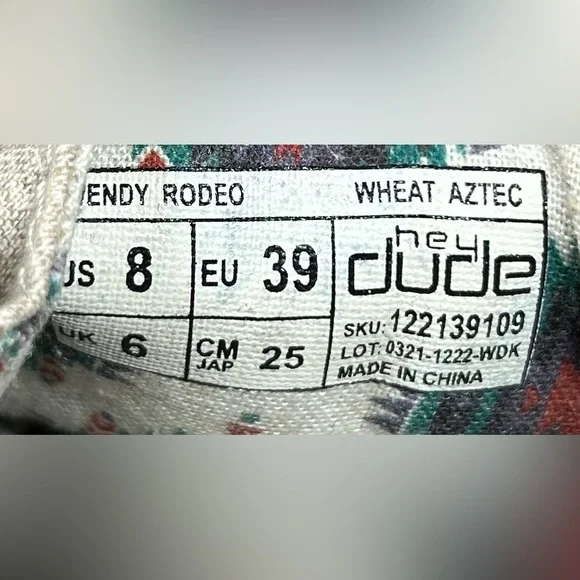 WENDY RODEO WHEAT AZTEC
US 8 EU 39 hey dude
UK 6 CM JAP 25
SKU: 122139109
LOT: 0321-1222-WDK
MADE IN CHINA